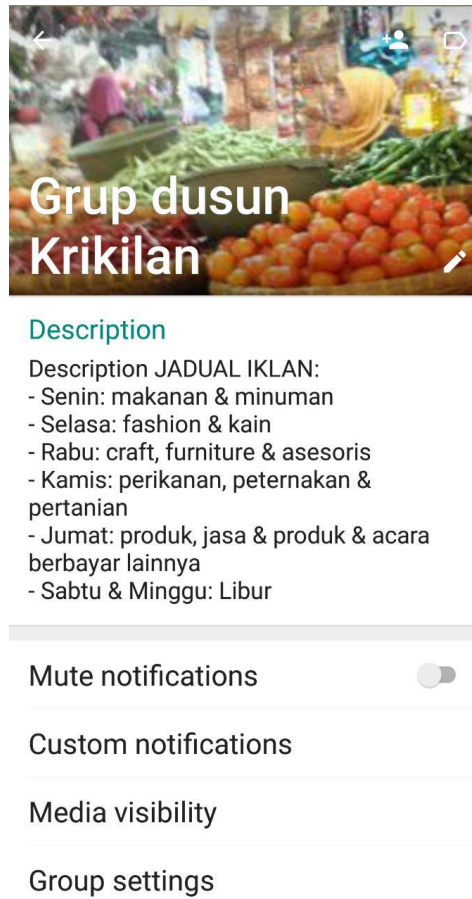 Grup dusun
Krikilan
Description
Description JADUAL IKLAN:
- Senin: makanan & minuman
- Selasa: fashion & kain
- Rabu: craft, furniture & asesoris
- Kamis: perikanan, peternakan &
pertanian
- Jumat: produk, jasa & produk & acara
berbayar lainnya
- Sabtu & Minggu: Libur
Mute notifications
Custom notifications
Media visibility
Group settings